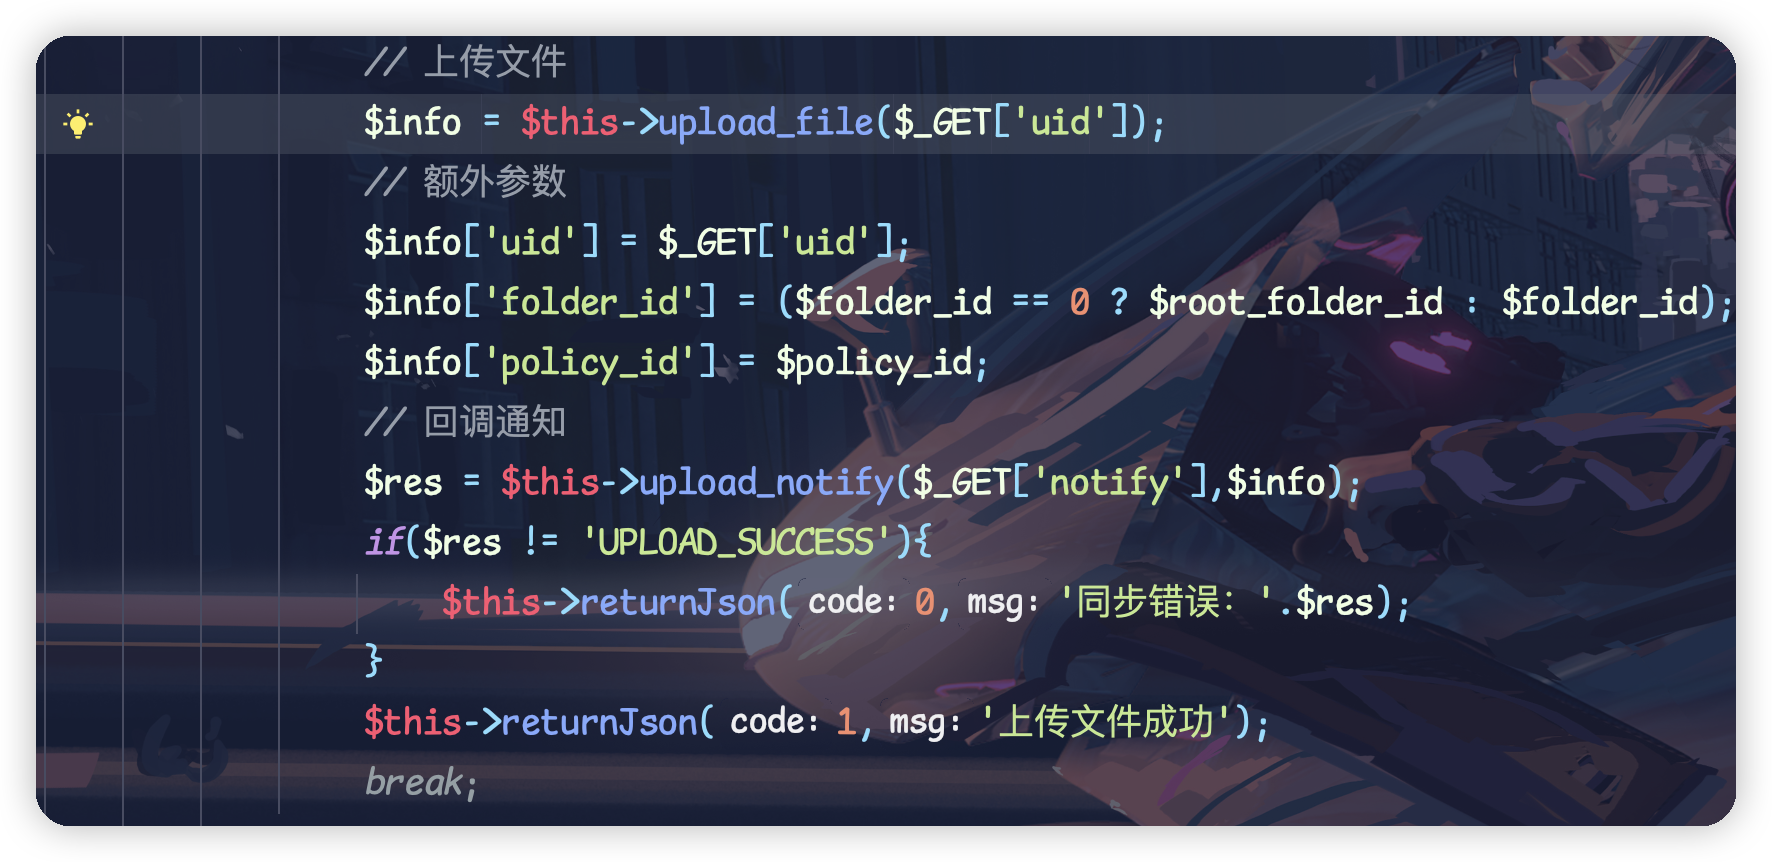 // 上传文件
$info = $this->upload_file($_GET['uid']);
// 额外参数
$info['uid'] = $_GET['uid'];
$info['folder_id'] = ($folder_id == 0 ? $root_folder_id : $folder_id);
$info['policy_id'] = $policy_id;
// 回调通知
$res = $this->upload_notify($_GET['notify'],$info);
if($res != 'UPLOAD_SUCCESS'){
$this->returnJson( code: 0, msg: '同步错误: '.$res);
}
$this->returnJson( code: 1, msg: '上传文件成功');
break;